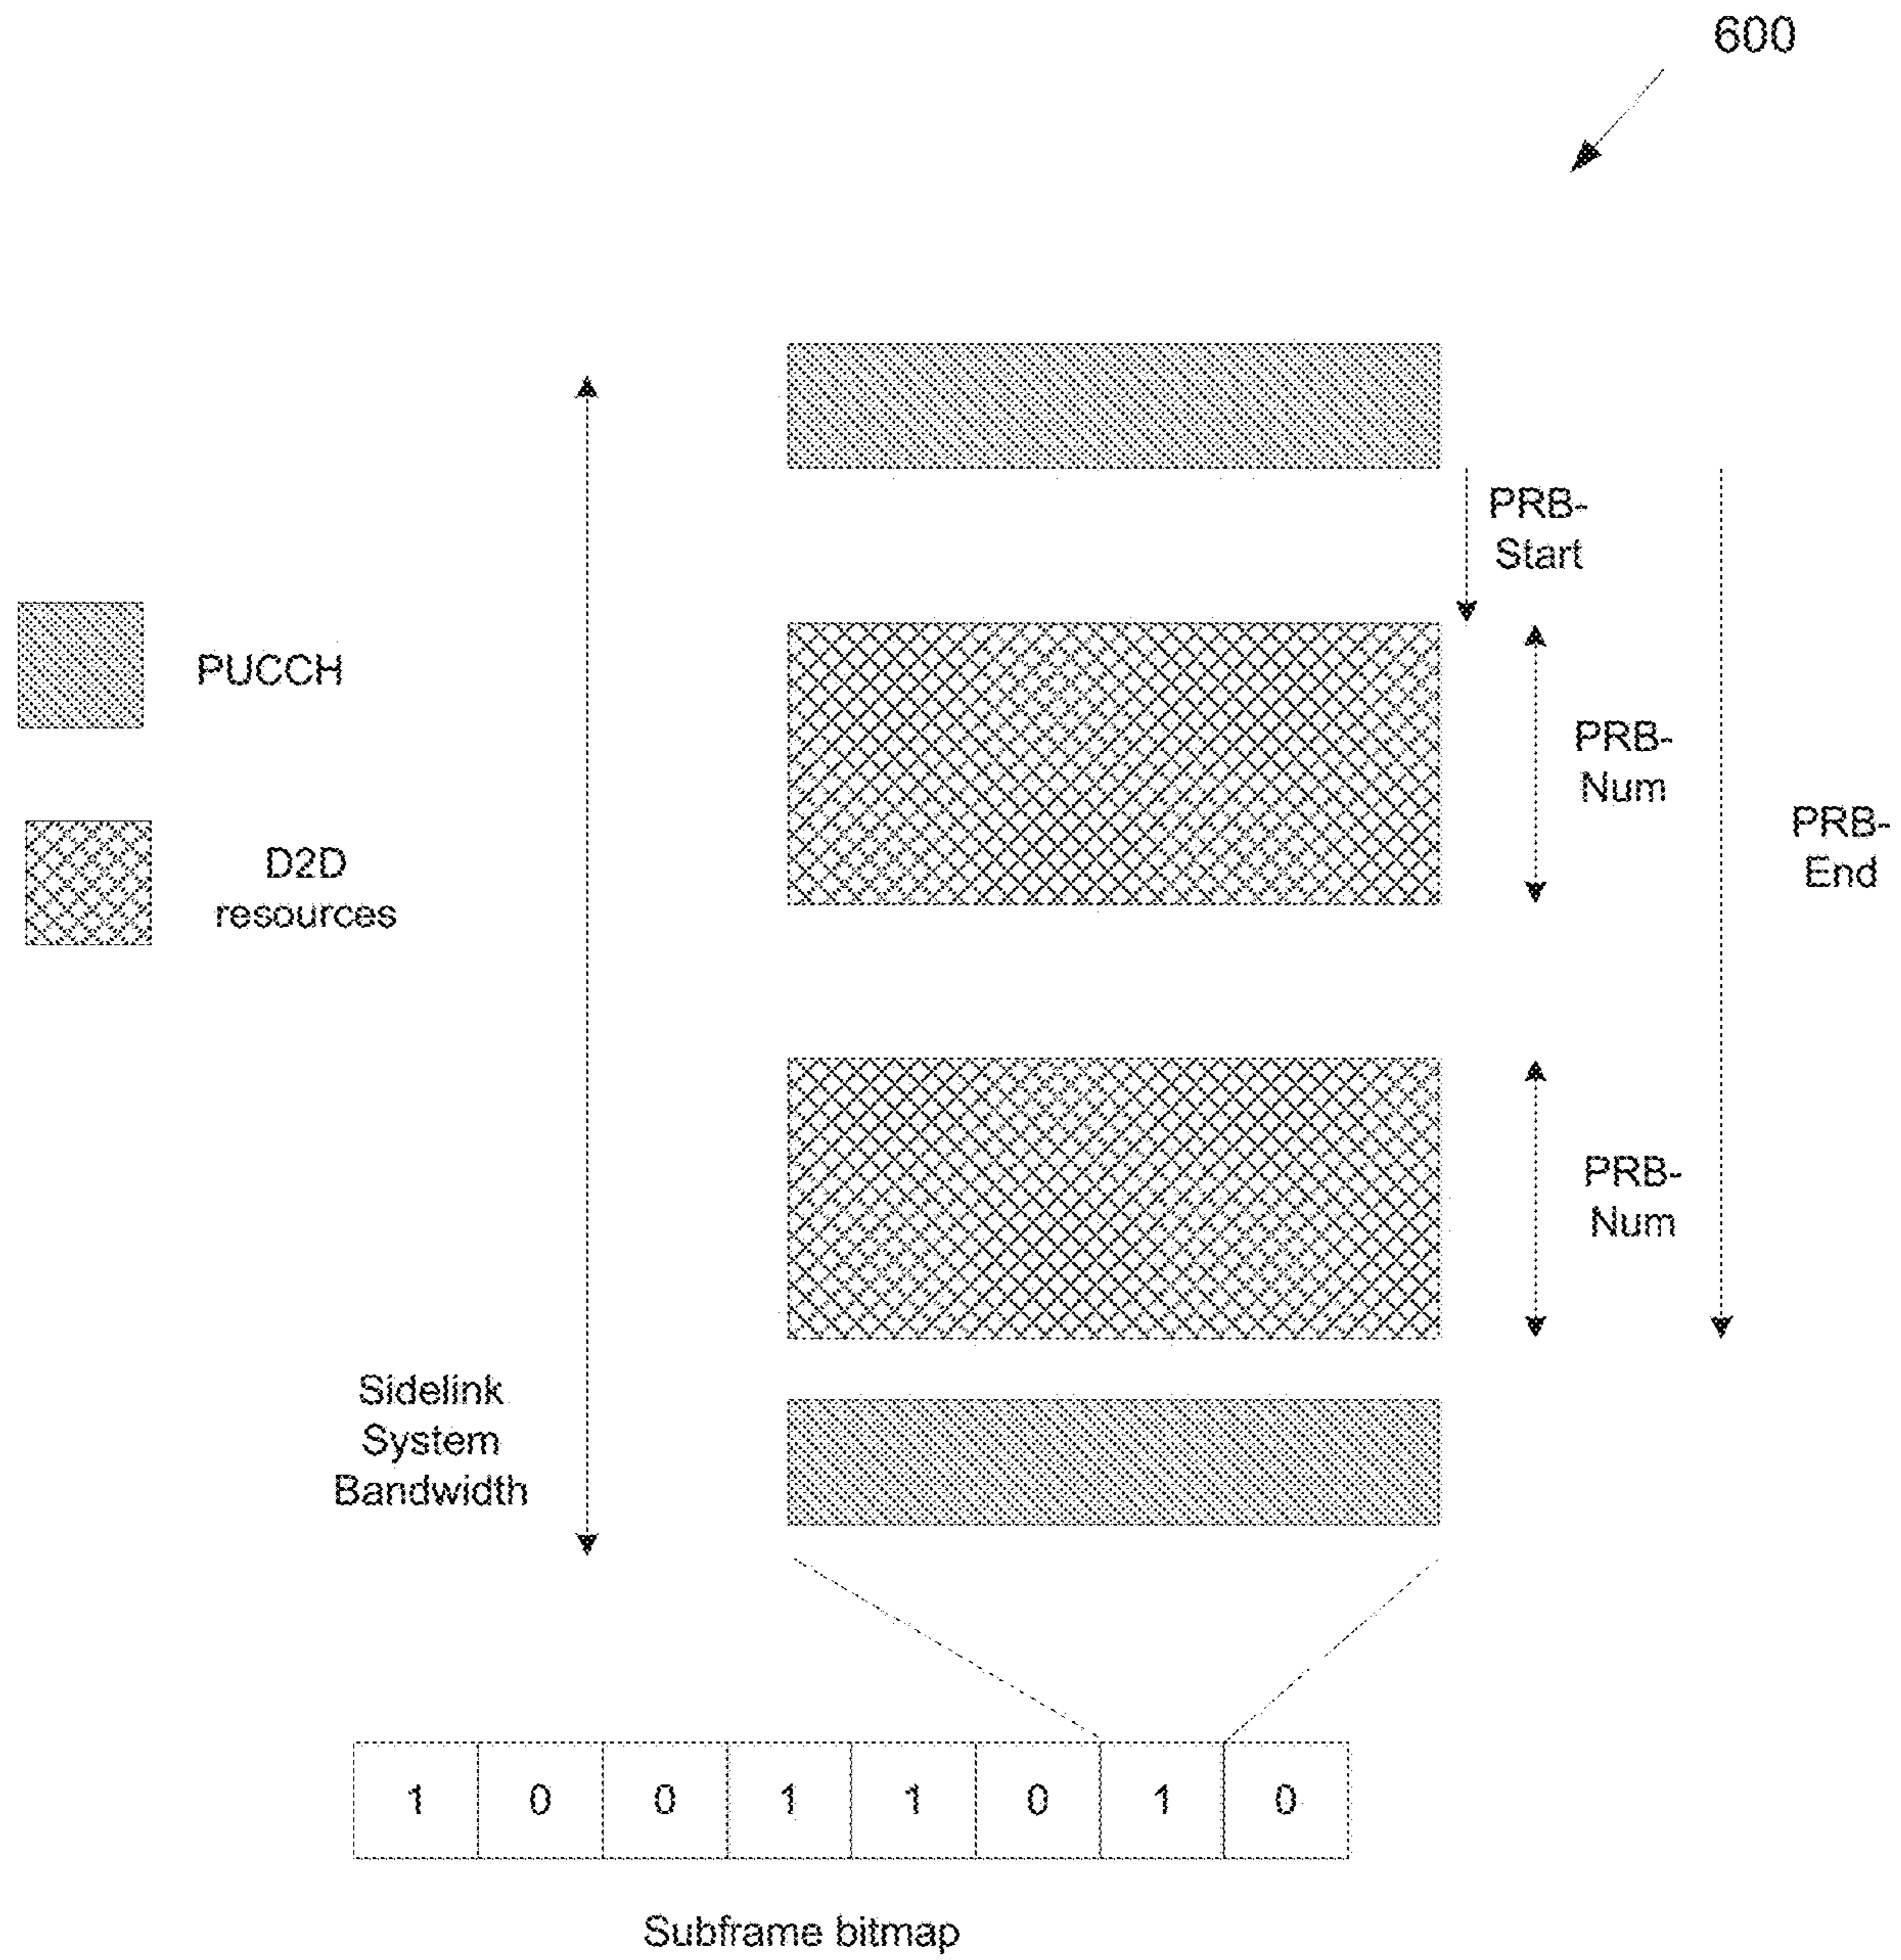 600
PRB-
Start
PUCCH
PRB-
Num
PRB-
End
D2D
resources
PRB-
Num
Sidelink
System
Bandwidth
1 0 0 1 1 0 1 0
Subframe bitmap